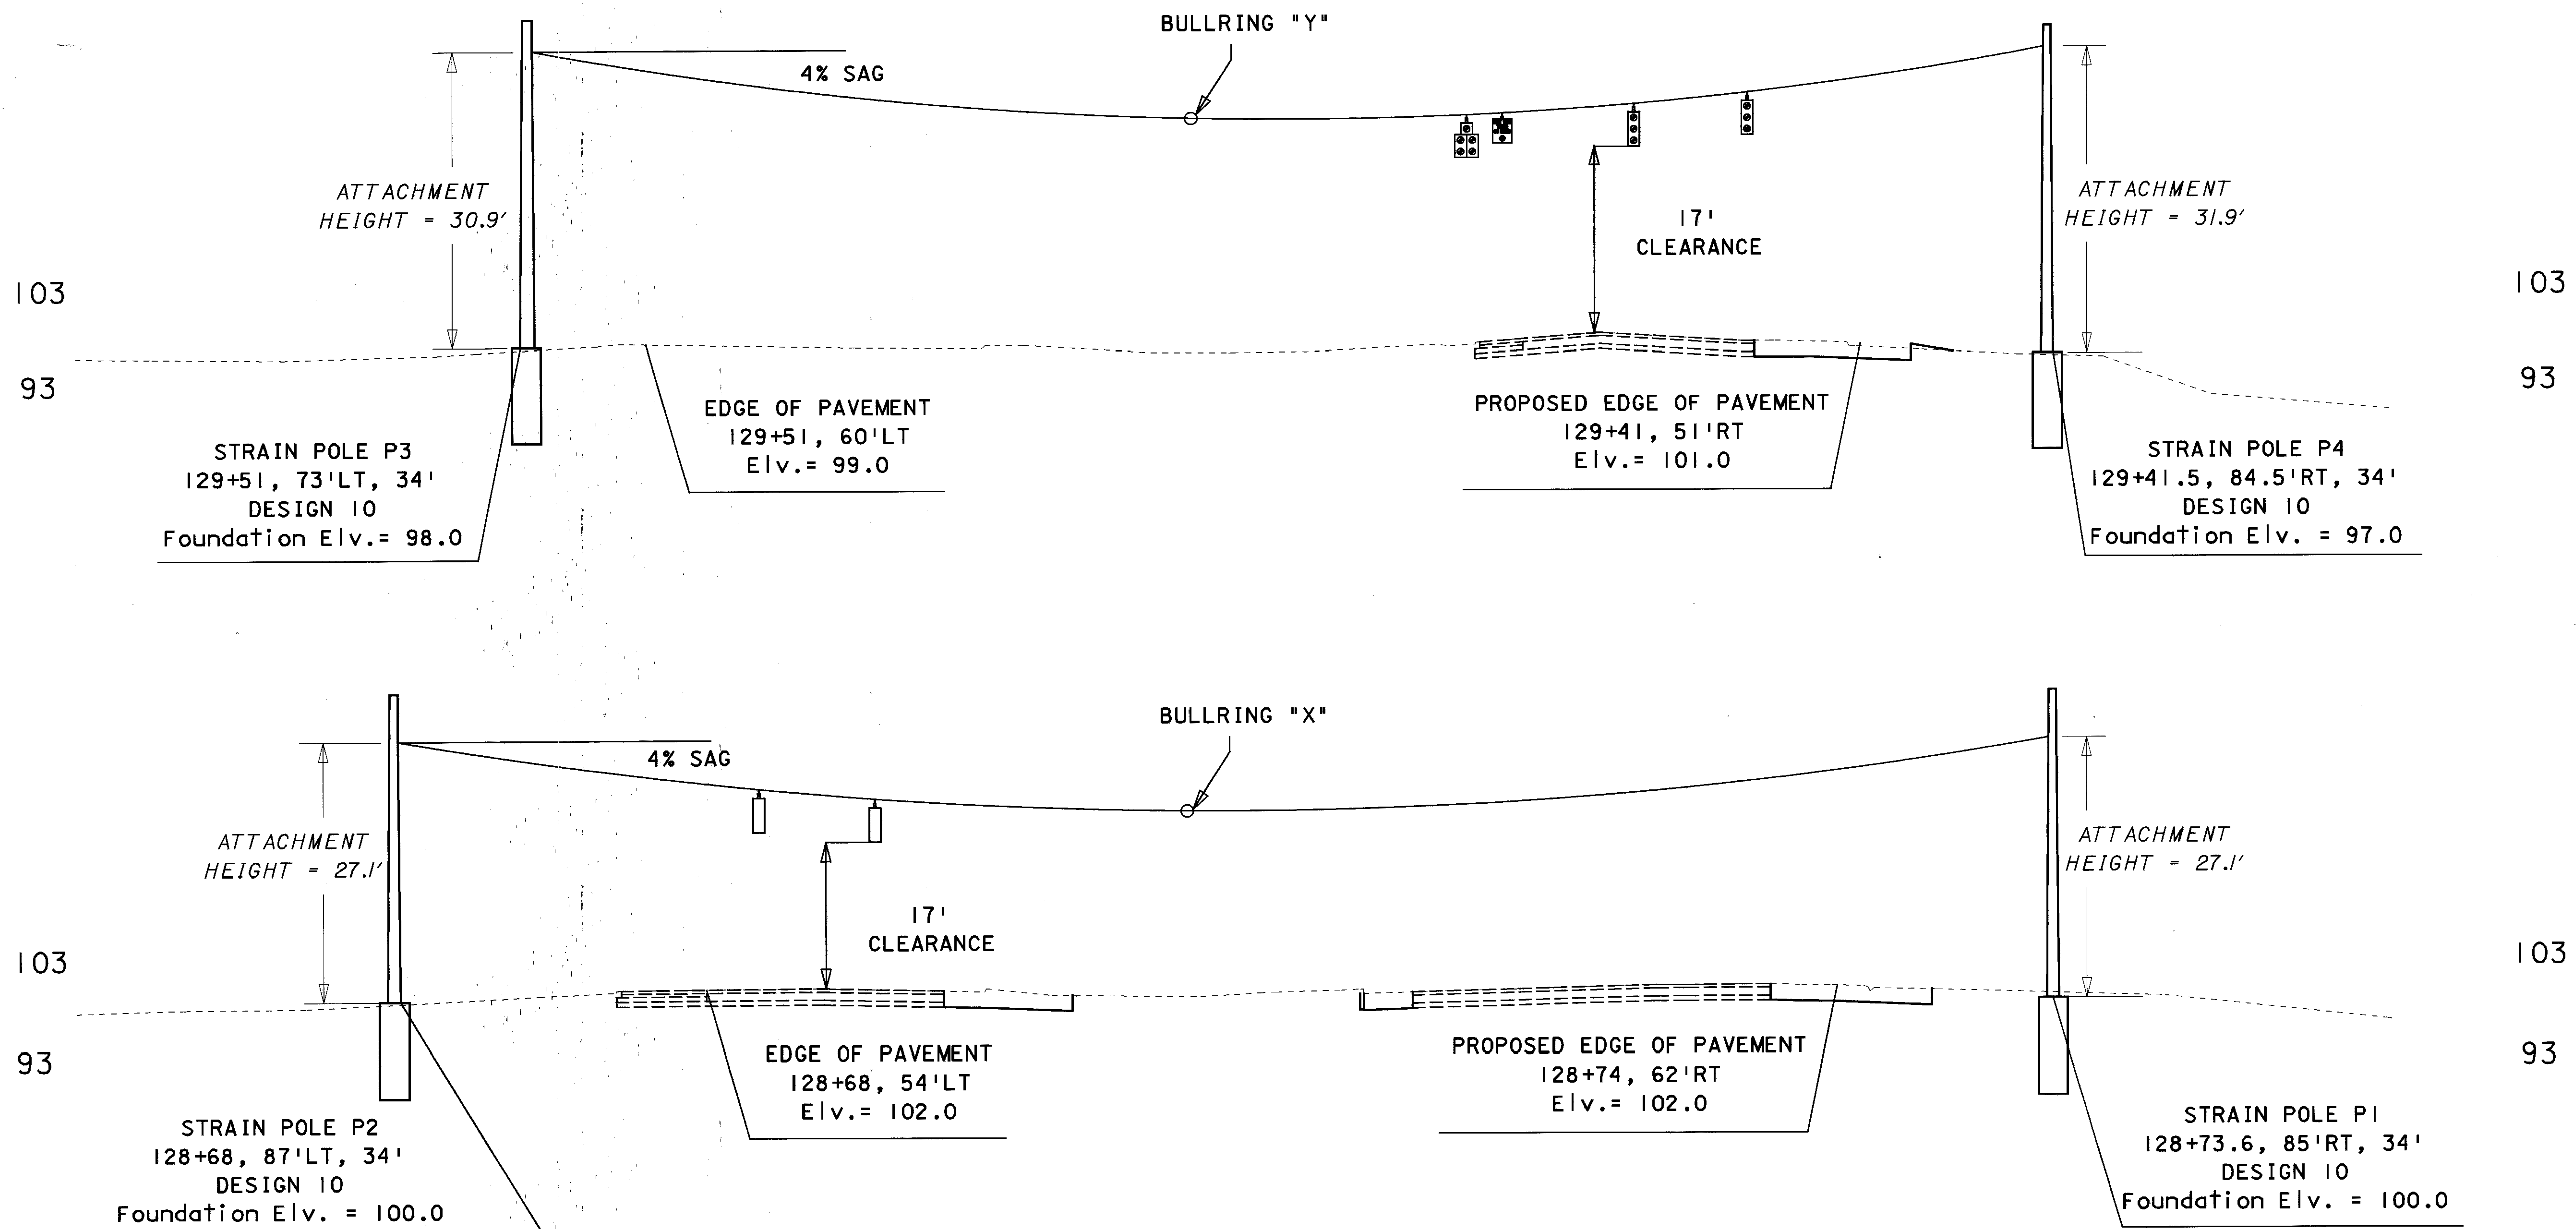 BULLRING "Y"
4% SAG
ATTACHMENT
HEIGHT = 30.9'
ATTACHMENT
HEIGHT = 31.9'
17'
CLEARANCE
103
103
93
93
EDGE OF PAVEMENT
129+51, 60'LT
Elv.= 99.0
PROPOSED EDGE OF PAVEMENT
129+41, 51'RT
Elv.= 101.0
STRAIN POLE P3
129+51, 73'LT, 34'
DESIGN 10
Foundation Elv.= 98.0
STRAIN POLE P4
129+41.5, 84.5'RT, 34'
DESIGN 10
Foundation Elv. = 97.0
BULLRING "X"
4% SAG
ATTACHMENT
HEIGHT = 27.1'
ATTACHMENT
HEIGHT = 27.1'
17'
CLEARANCE
103
103
93
93
EDGE OF PAVEMENT
128+68, 54'LT
Elv.= 102.0
PROPOSED EDGE OF PAVEMENT
128+74, 62'RT
Elv.= 102.0
STRAIN POLE P2
128+68, 87'LT, 34'
DESIGN 10
Foundation Elv. = 100.0
STRAIN POLE P1
128+73.6, 85'RT, 34'
DESIGN 10
Foundation Elv. = 100.0